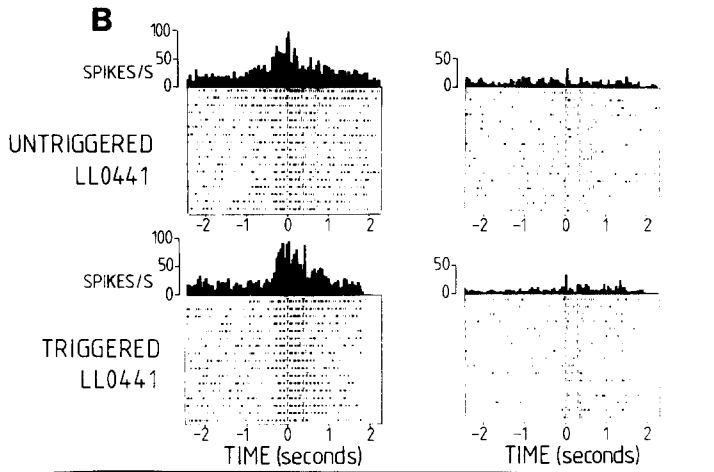 B
100
50
0
SPIKES/S
50
0
UNTRIGGERED
LL0441
-2 -1 0 1 2
-2 -1 0 1 2
100
50
0
SPIKES/S
50
0
TRIGGERED
LL0441
-2 -1 0 1 2
-2 -1 0 1 2
TIME (seconds)
TIME (seconds)